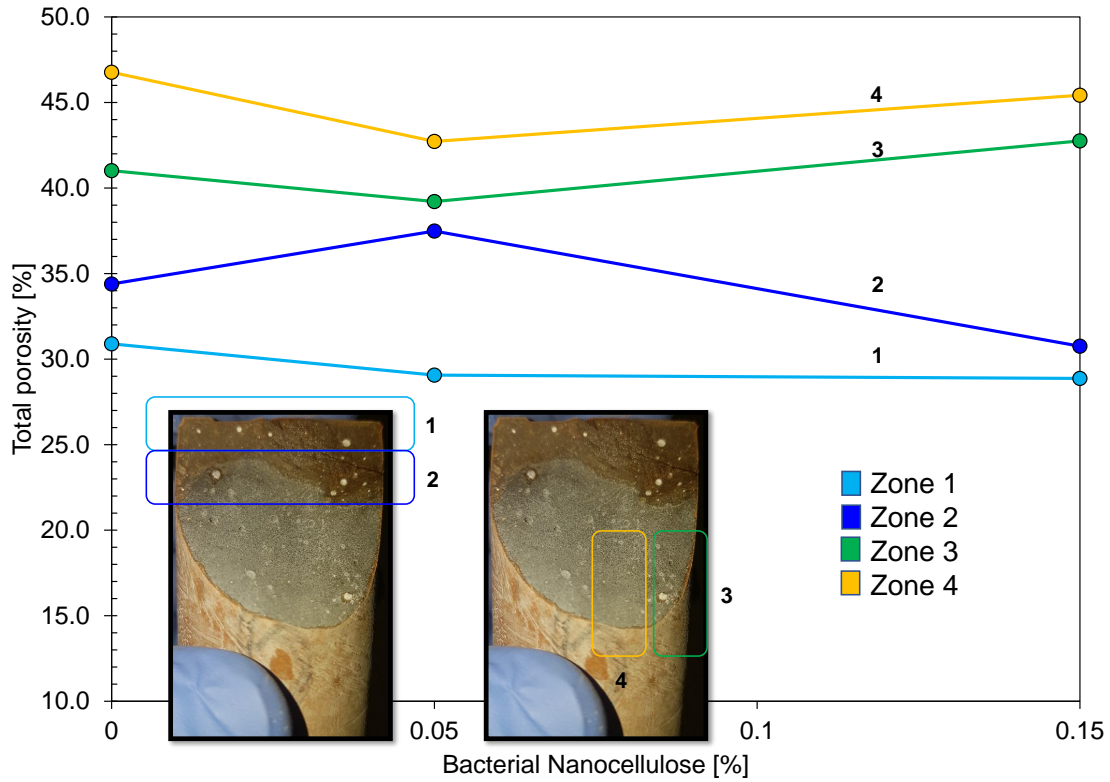 50.0
45.0
40.0
35.0
30.0
25.0
20.0
15.0
10.0
Total porosity [%]
4
3
2
1
1
2
3
4
Zone 1
Zone 2
Zone 3
Zone 4
0 0.05 0.1 0.15
Bacterial Nanocellulose [%]